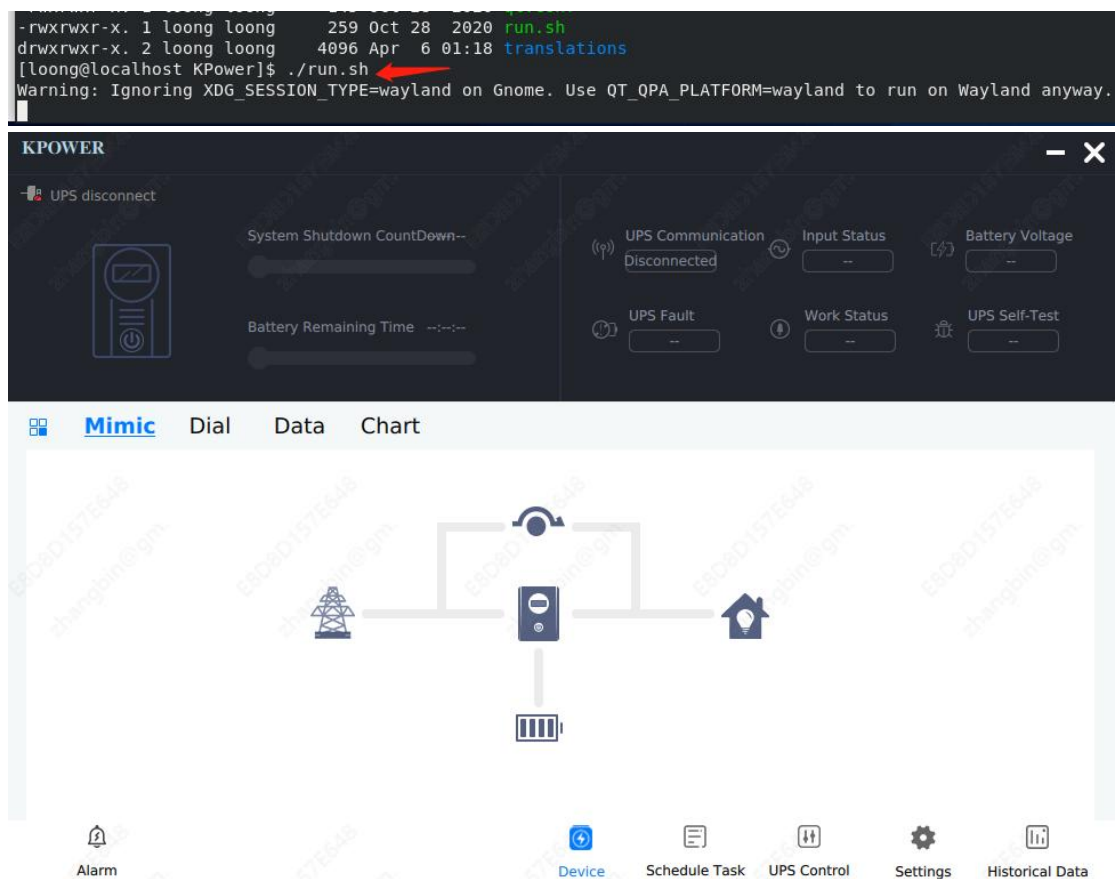 -rwxrwxr-x. 1 loong loong 259 Oct 28 2020 run.sh
drwxrwxr-x. 2 loong loong 4096 Apr 6 01:18 translations
[loong@localhost KPower]$ ./run.sh
Warning: Ignoring XDG_SESSION_TYPE=wayland on Gnome. Use QT_QPA_PLATFORM=wayland to run on Wayland anyway.
KPOWER
UPS disconnect
System Shutdown CountDown--
UPS Communication
Disconnected
Input Status
--
Battery Voltage
--
Battery Remaining Time --:--:--
UPS Fault
--
Work Status
--
UPS Self-Test
--
Mimic Dial Data Chart
Alarm
Device
Schedule Task
UPS Control
Settings
Historical Data